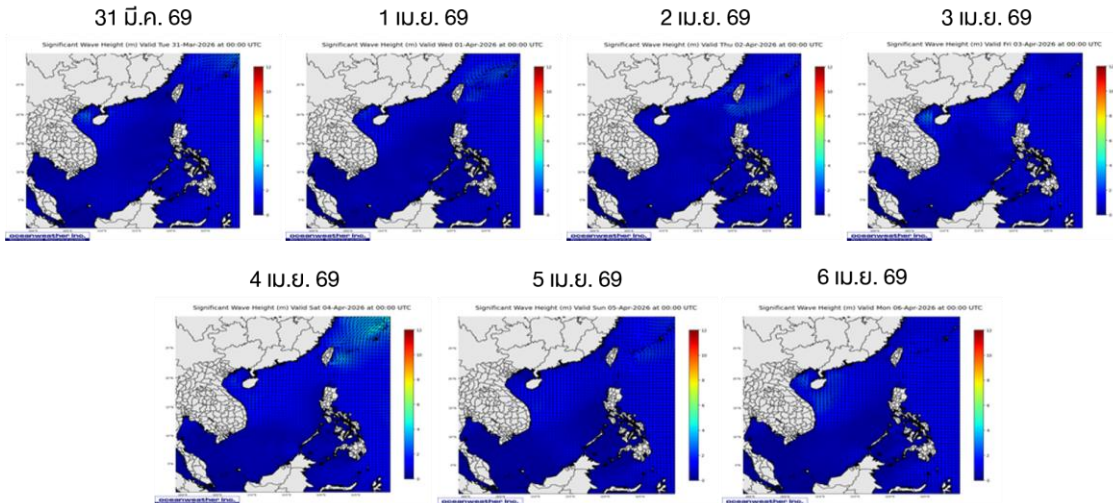 31 มี.ค. 69
1 เม.ย. 69
2 เม.ย. 69
3 เม.ย. 69
Significant Wave Height (m) Valid Tue 31-Mar-2026 at 00:00 UTC
Significant Wave Height (m) Valid Wed 01-Apr-2026 at 00:00 UTC
Significant Wave Height (m) Valid Thu 02-Apr-2026 at 00:00 UTC
Significant Wave Height (m) Valid Fri 03-Apr-2026 at 00:00 UTC
oceanweather inc.
oceanweather inc.
oceanweather inc.
oceanweather inc.
4 เม.ย. 69
5 เม.ย. 69
6 เม.ย. 69
Significant Wave Height (m) Valid Sat 04-Apr-2026 at 00:00 UTC
Significant Wave Height (m) Valid Sun 05-Apr-2026 at 00:00 UTC
Significant Wave Height (m) Valid Mon 06-Apr-2026 at 00:00 UTC
oceanweather inc.
oceanweather inc.
oceanweather inc.